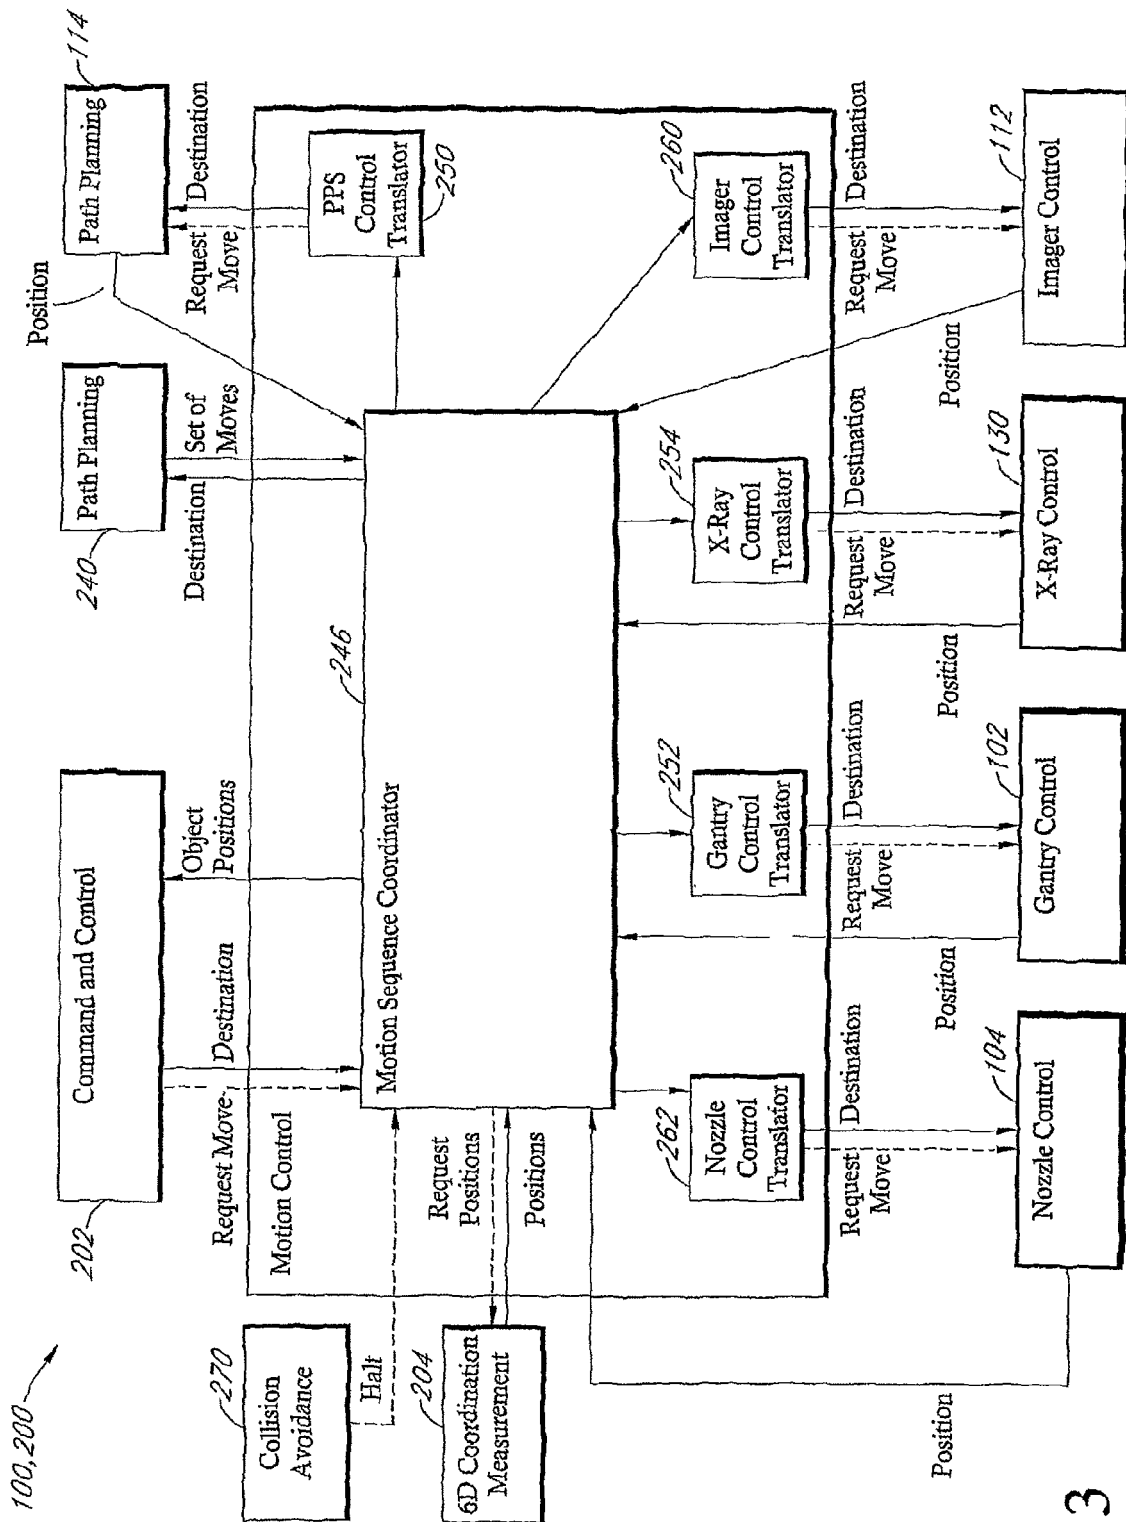 100,200
202
Command and Control
Request Move
Destination
Object
Positions
240
Path Planning
Destination
Set of
Moves
Position
Path Planning
114
Request
Move
Destination
270
Collision
Avoidance
Halt
Motion Control
Motion Sequence Coordinator
246
PPS
Control
Translator
250
204
6D Coordination
Measurement
Request
Positions
Positions
262
Nozzle
Control
Translator
252
Gantry
Control
Translator
254
X-Ray
Control
Translator
260
Imager
Control
Translator
Request
Move
Destination
Position
Request
Move
Destination
Position
Request
Move
Destination
Position
Request
Move
Destination
Position
104
Nozzle Control
102
Gantry Control
130
X-Ray Control
112
Imager Control
3